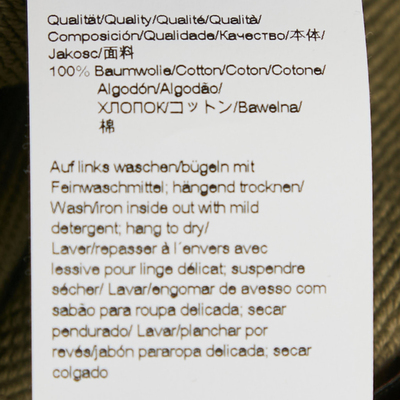 Qualität/Quality/Qualité/Qualità/
Composición/Qualidade/Качество/本体/
Jakosc/面料
100% Baumwolle/Cotton/Coton/Cotone/
Algodón/Algodão/
ХЛОПОК/コットン/Bawelna/
棉
Auf links waschen/bügeln mit
Feinwaschmittel; hängend trocknen/
Wash/iron inside out with mild
detergent; hang to dry/
Laver/repasser à l´envers avec
lessive pour linge délicat; suspendre
sécher/ Lavar/engomar de avesso com
sabão para roupa delicada; secar
pendurado/ Lavar/planchar por
revés/jabón pararopa delicada; secar
colgado